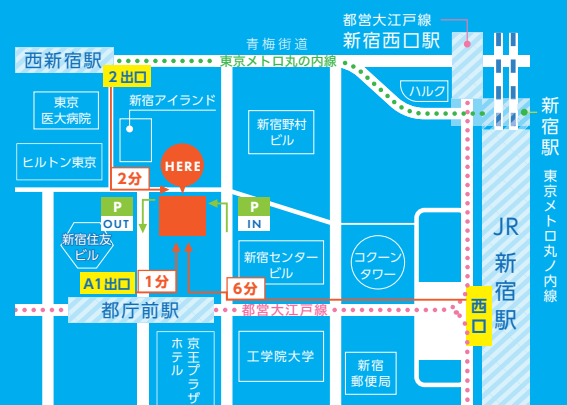 都営大江戸線
新宿西口駅
青梅街道
西新宿駅
東京メトロ丸の内線
2出口
ハルク
新宿アイランド
東京
医大病院
新宿野村
ビル
新宿駅
東京メトロ丸ノ内線
ヒルトン東京
HERE
2分
P
OUT
P
IN
新宿住友
ビル
新宿センター
ビル
コクーン
タワー
JR
新宿駅
A1出口
1分
6分
西口
都庁前駅
都営大江戸線
京王プラザ
ホテル
工学院大学
新宿
郵便局